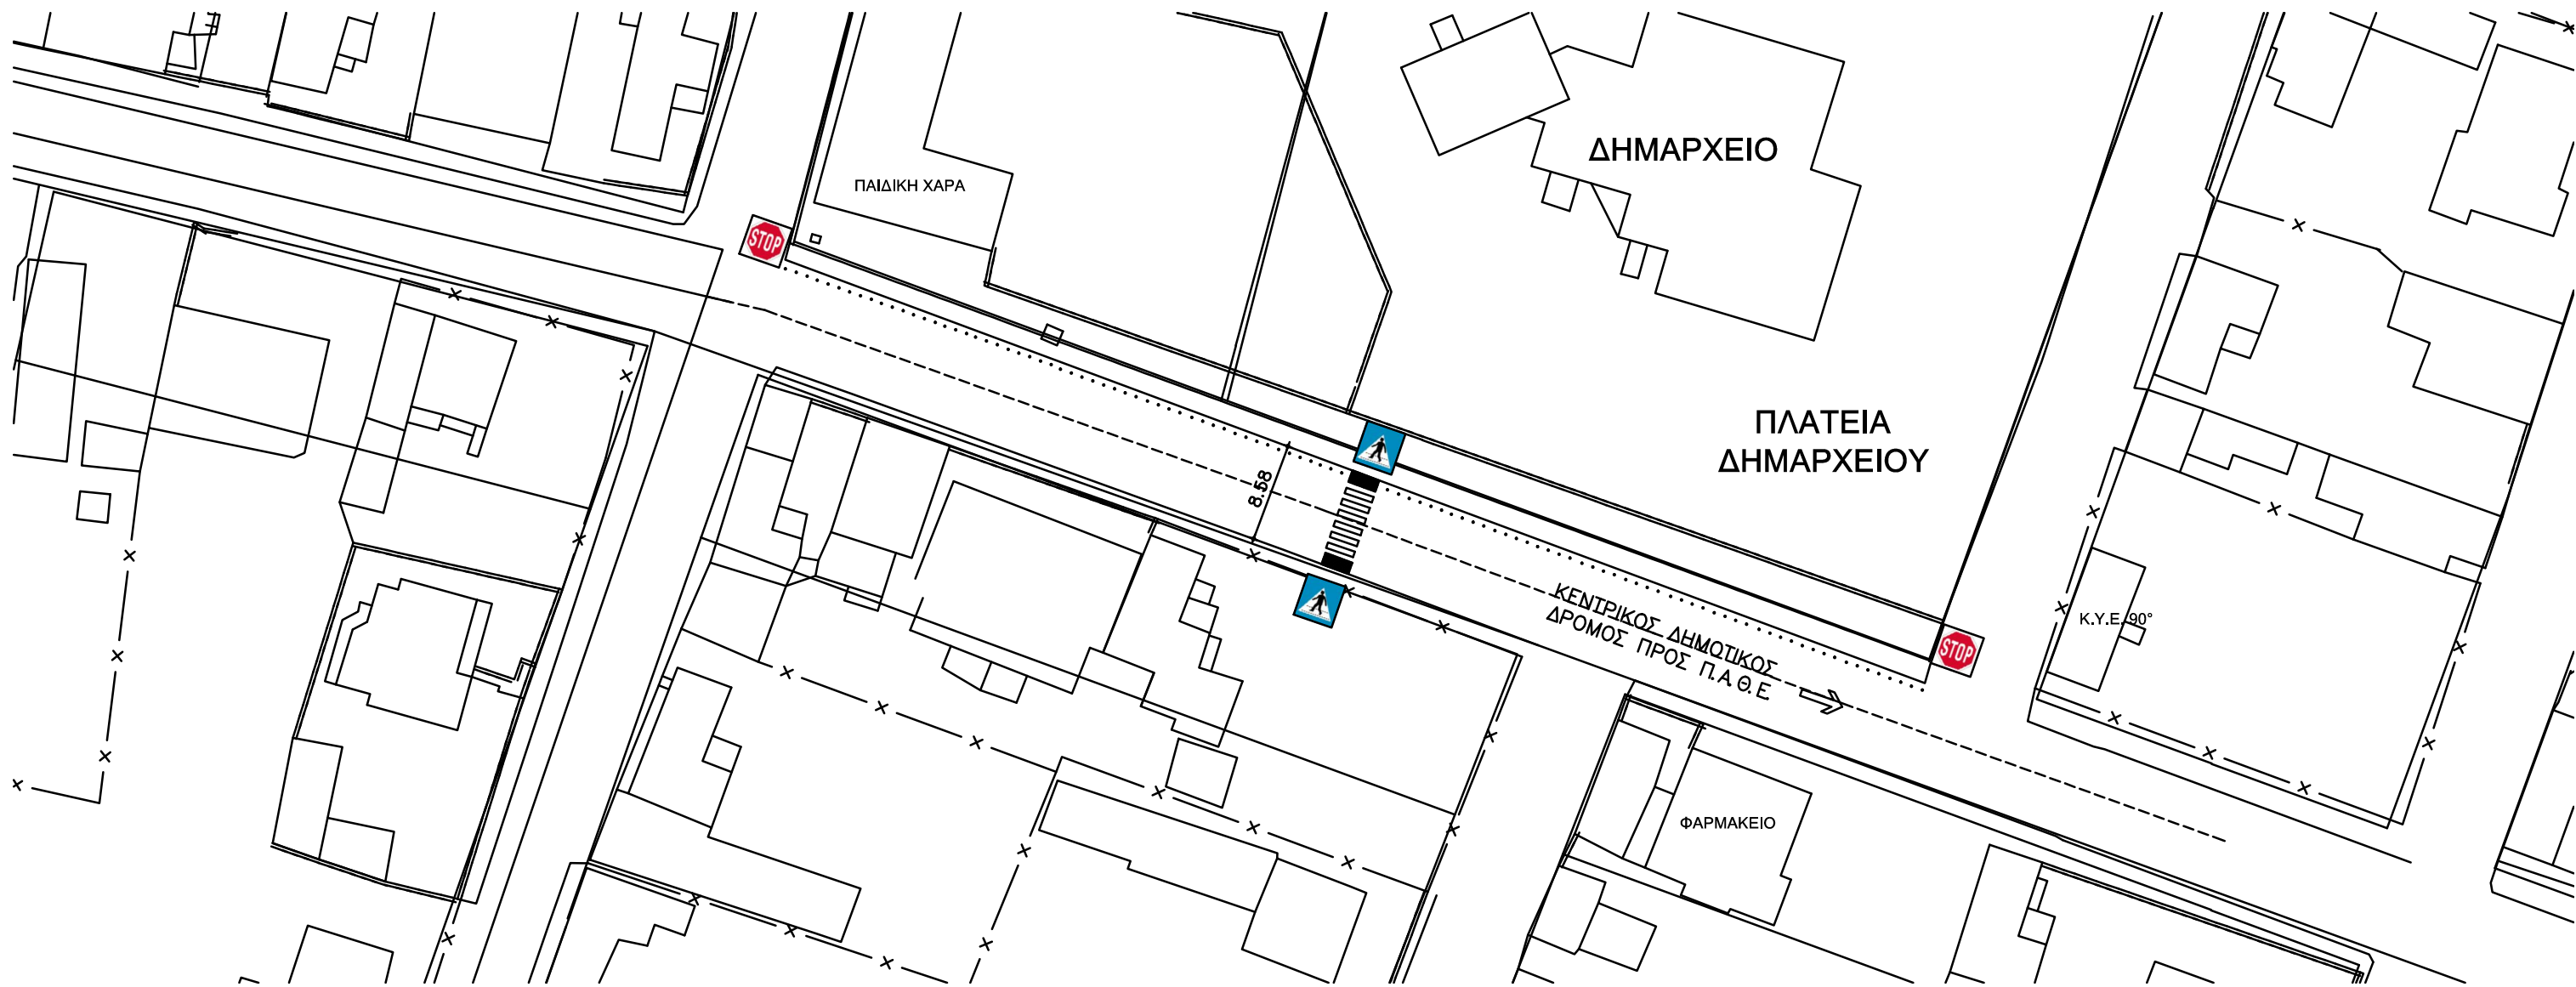 ΔΗΜΑΡΧΕΙΟ
ΠΑΙΔΙΚΗ ΧΑΡΑ
STOP
ΠΛΑΤΕΙΑ
ΔΗΜΑΡΧΕΙΟΥ
8.58
ΚΕΝΤΡΙΚΟΣ ΔΗΜΟΤΙΚΟΣ
ΔΡΟΜΟΣ ΠΡΟΣ Π.Α.Θ.Ε.
STOP
Κ.Υ.Ε. 90°
ΦΑΡΜΑΚΕΙΟ